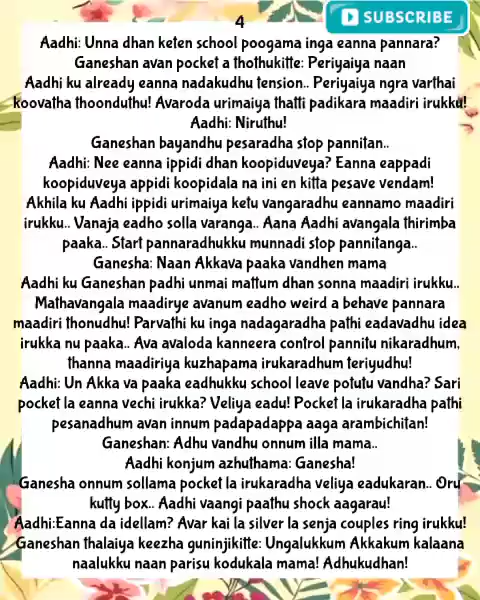 SUBSCRIBE
4
Aadhi: Unna dhan keten school poogama inga eanna pannara?
Ganeshan avan pocket a thothukitte: Periyaiya naan
Aadhi ku already eanna nadakudhu tension.. Periyaiya ngra varthai
koovatha thoonduthu! Avaroda urimaiya thatti padikara maadiri irukku!
Aadhi: Niruthu!
Ganeshan bayandhu pesaradha stop pannitan..
Aadhi: Nee eanna ippidi dhan koopiduveya? Eanna eappadi
koopiduveya appidi koopidala na ini en kitta pesave vendam!
Akhila ku Aadhi ippidi urimaiya ketu vangaradhu eannamo maadiri
irukku.. Vanaja eadho solla varanga.. Aana Aadhi avangala thirimba
paaka.. Start pannaradhukku munnadi stop pannitanga..
Ganesha: Naan Akkava paaka vandhen mama
Aadhi ku Ganeshan padhi unmai mattum dhan sonna maadiri irukku..
Mathavangala maadirye avanum eadho weird a behave pannara
maadiri thonudhu! Parvathi ku inga nadagaradha pathi eadavadhu idea
irukka nu paaka.. Ava avaloda kanneera control pannitu nikaradhum,
thanna maadiriya kuzhapama irukaradhum teriyudhu!
Aadhi: Un Akka va paaka eadhukku school leave potutu vandha? Sari
pocket la eanna vechi irukka? Veliya eadu! Pocket la irukaradha pathi
pesanadhum avan innum padapadappa aaga arambichitan!
Ganeshan: Adhu vandhu onnum illa mama..
Aadhi konjum azhuthama: Ganesha!
Ganesha onnum sollama pocket la irukaradha veliya eadukaran.. Oru
kutty box.. Aadhi vaangi paathu shock aagarau!
Aadhi:Eanna da idellam? Avar kai la silver la senja couples ring irukku!
Ganeshan thalaiya keezha guninjikitte: Ungalukkum Akkakum kalaana
naalukku naan parisu kodukala mama! Adhukudhan!